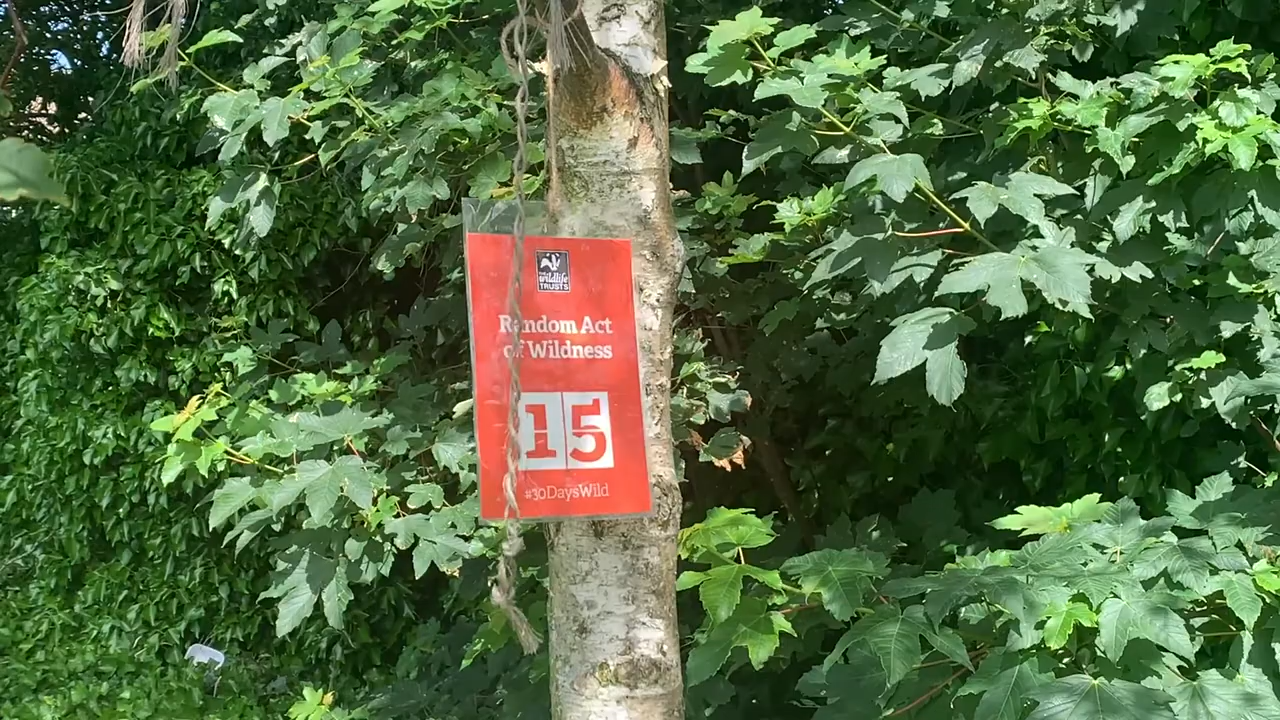 THE
wildlife
TRUSTS
Random Act
of Wildness
15
#30DaysWild